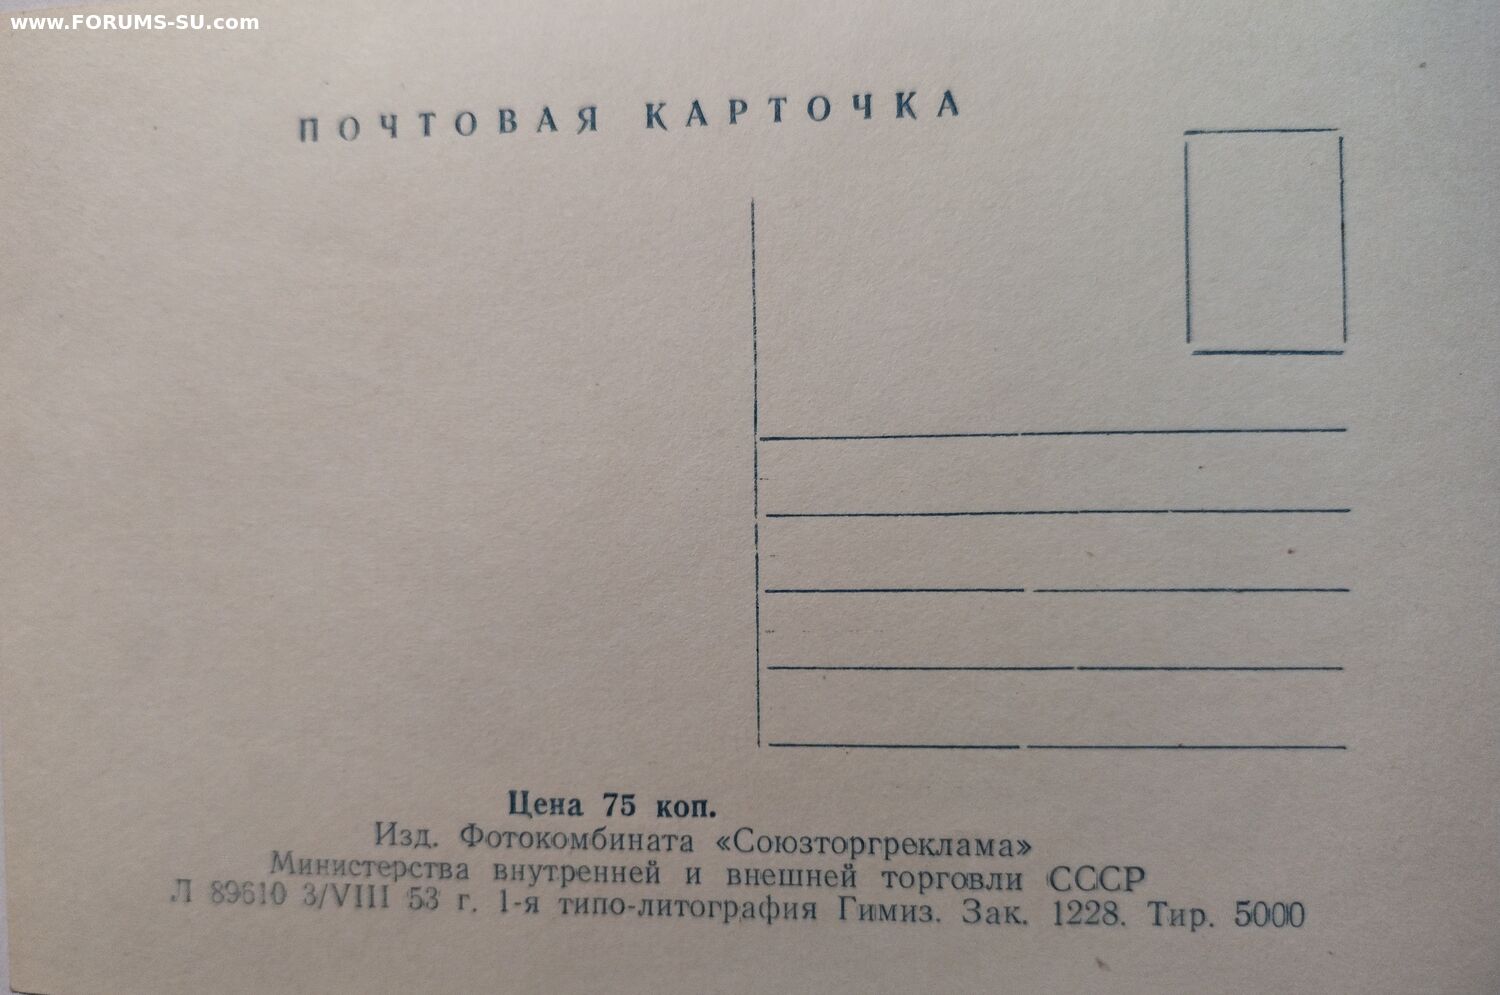 www.FORUMS-SU.com
ПОЧТОВАЯ КАРТОЧКА
Цена 75 коп.
Изд. Фотокомбината «Союзторгреклама»
Министерства внутренней и внешней торговли СССР
Л 89610 3/VIII 53 г. 1-я типо-литография Гимиз. Зак. 1228. Тир. 5000